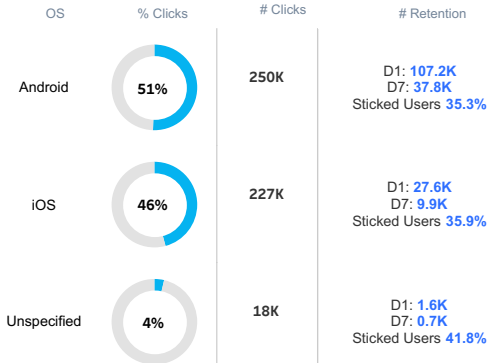 OS % Clicks # Clicks # Retention
Android 51% 250K D1: 107.2K
D7: 37.8K
Sticked Users 35.3%
iOS 46% 227K D1: 27.6K
D7: 9.9K
Sticked Users 35.9%
Unspecified 4% 18K D1: 1.6K
D7: 0.7K
Sticked Users 41.8%